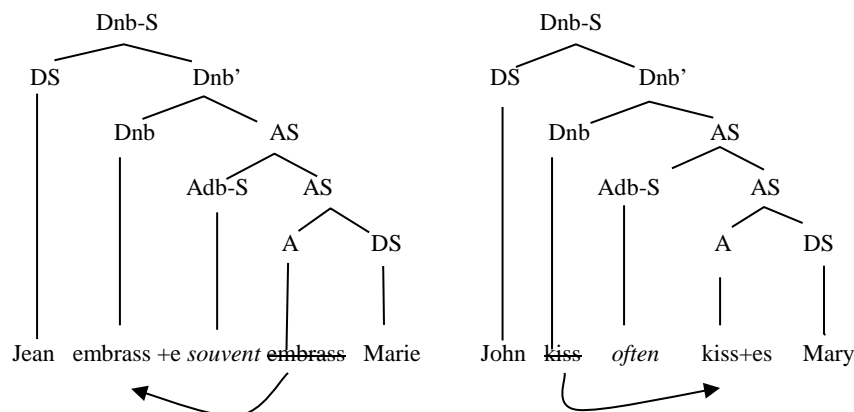 Dnb-S Dnb-S
DS Dnb’ DS Dnb’
Dnb AS Dnb AS
Adb-S AS Adb-S AS
A DS A DS
Jean embrass +e souvent embrass Marie John kiss often kiss+es Mary